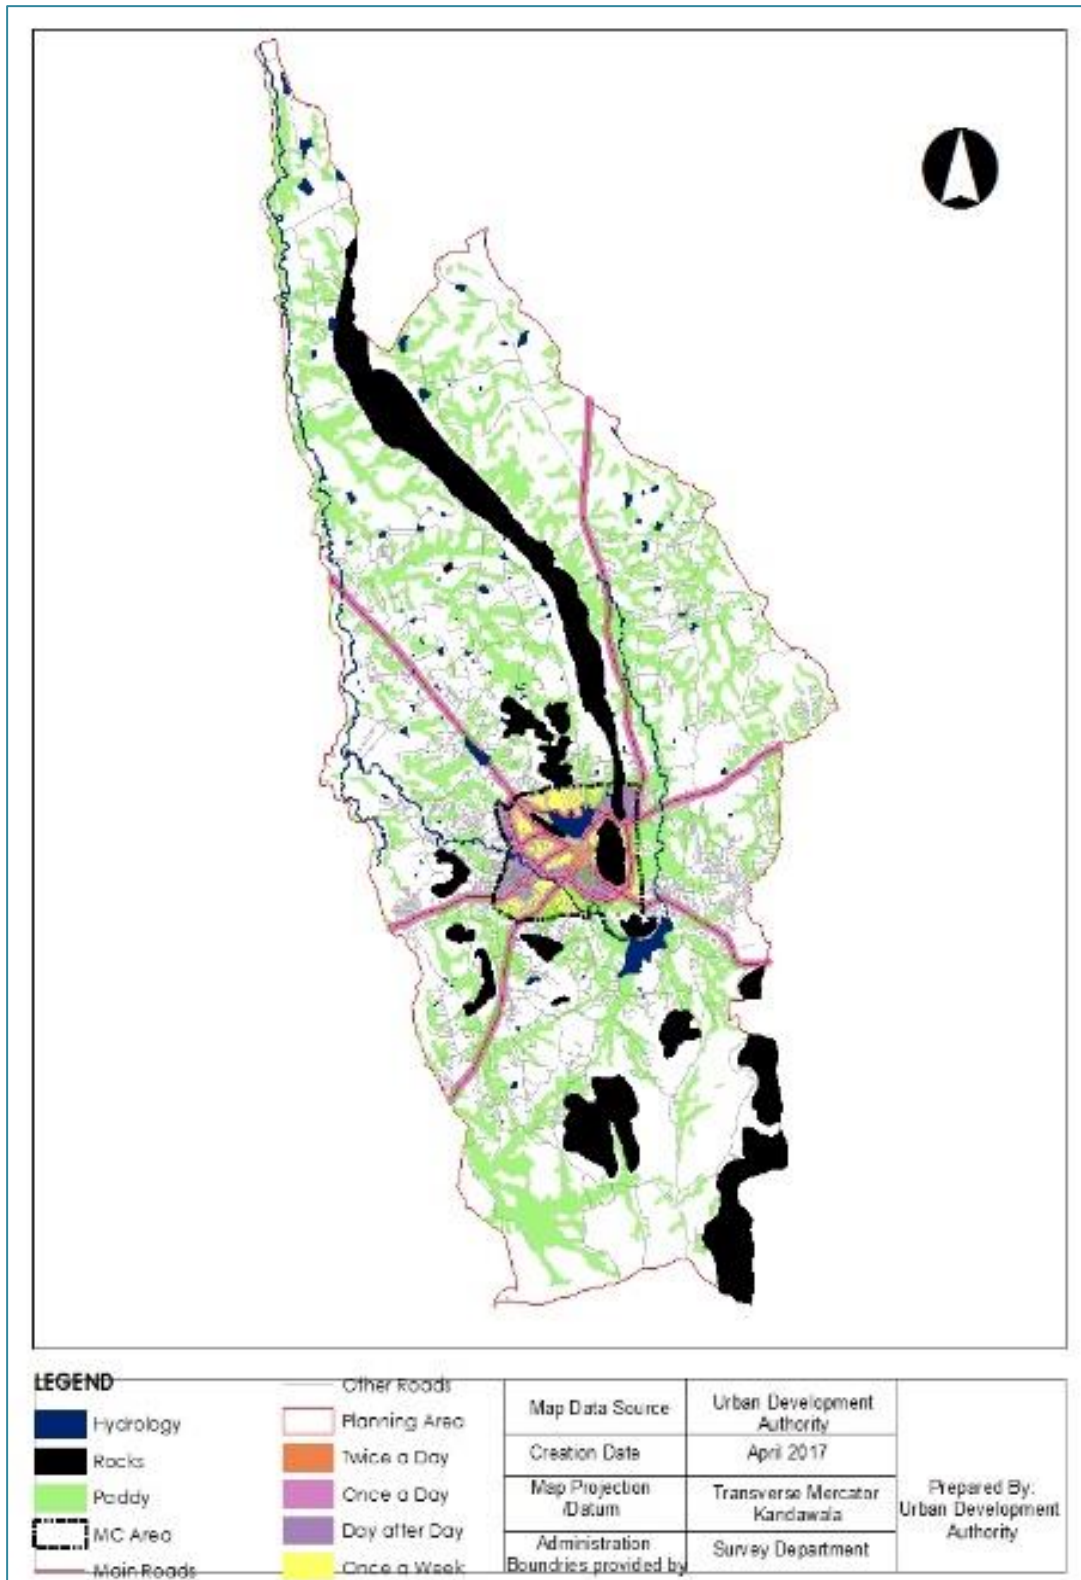 LEGEND
Hydrology
Rocks
Paddy
MC Area
Main Roads
Other Roads
Planning Area
Twice a Day
Once a Day
Day after Day
Once a Week
Map Data Source
Urban Development
Authority
Creation Date
April 2017
Map Projection
/Datum
Transverse Mercator
Kandawala
Administration
Boundries provided by
Survey Department
Prepared By:
Urban Development
Authority